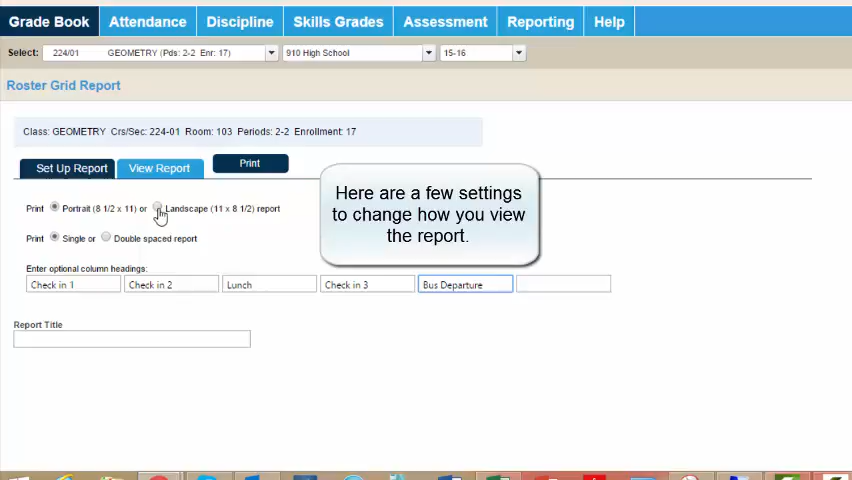 Grade Book Attendance Discipline Skills Grades Assessment Reporting Help
Select: 224/01 GEOMETRY (Pds: 2-2 Enr: 17) 910 High School 15-16
Roster Grid Report
Class: GEOMETRY Crs/Sec: 224-01 Room: 103 Periods: 2-2 Enrollment: 17
Set Up Report View Report Print
Here are a few settings
to change how you view
the report.
Print Portrait (8 1/2 x 11) or Landscape (11 x 8 1/2) report
Print Single or Double spaced report
Enter optional column headings:
Check in 1 Check in 2 Lunch Check in 3 Bus Departure
Report Title